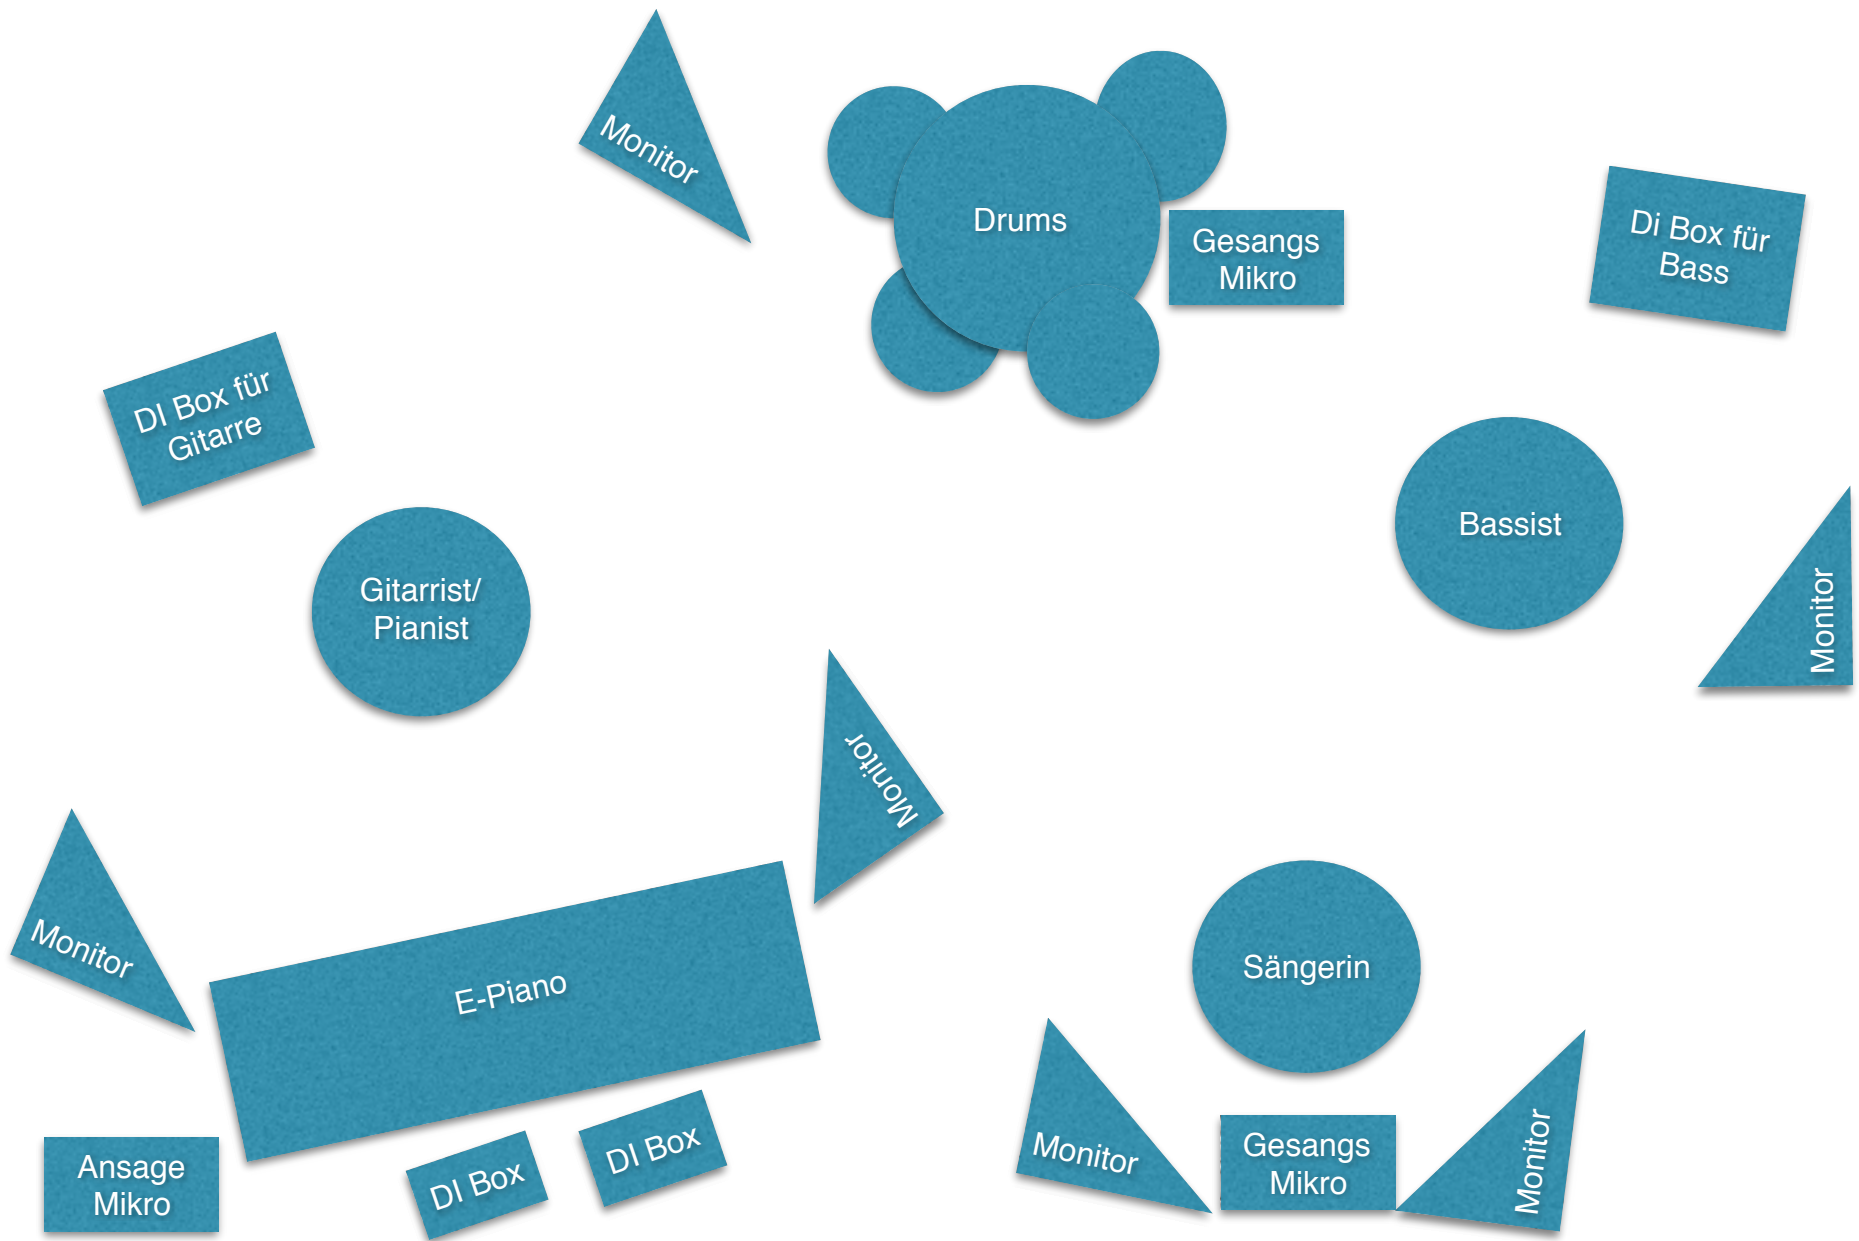 Monitor
Drums
Gesangs
Mikro
Di Box für
Bass
DI Box für
Gitarre
Bassist
Gitarrist/
Pianist
Monitor
Monitor
Monitor
E-Piano
Sängerin
Ansage
Mikro
DI Box
DI Box
Monitor
Gesangs
Mikro
Monitor